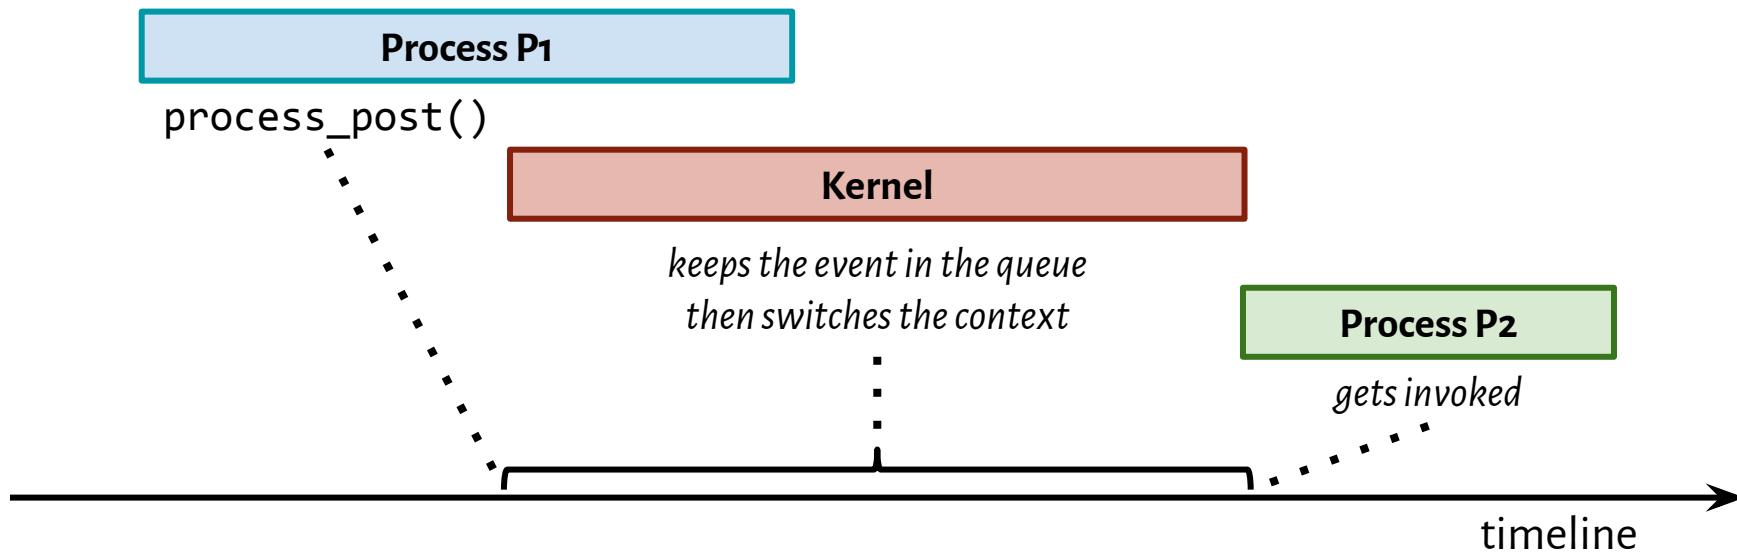 Process P1
process_post()
Kernel
keeps the event in the queue
then switches the context
Process P2
gets invoked
timeline